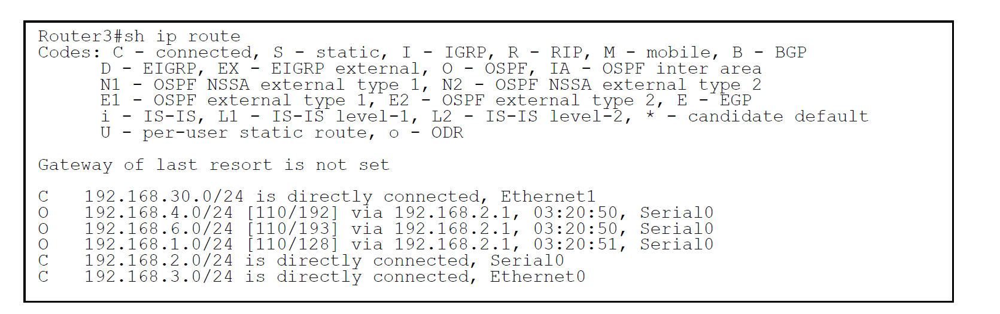 Router3#sh ip route
Codes: C - connected, S - static, I - IGRP, R - RIP, M - mobile, B - BGP
D - EIGRP, EX - EIGRP external, O - OSPF, IA - OSPF inter area
N1 - OSPF NSSA external type 1, N2 - OSPF NSSA external type 2
E1 - OSPF external type 1, E2 - OSPF external type 2, E - EGP
i - IS-IS, L1 - IS-IS level-1, L2 - IS-IS level-2, * - candidate default
U - per-user static route, o - ODR
Gateway of last resort is not set
C 192.168.30.0/24 is directly connected, Ethernet1
O 192.168.4.0/24 [110/192] via 192.168.2.1, 03:20:50, Serial0
O 192.168.6.0/24 [110/193] via 192.168.2.1, 03:20:50, Serial0
O 192.168.1.0/24 [110/128] via 192.168.2.1, 03:20:51, Serial0
C 192.168.2.0/24 is directly connected, Serial0
C 192.168.3.0/24 is directly connected, Ethernet0